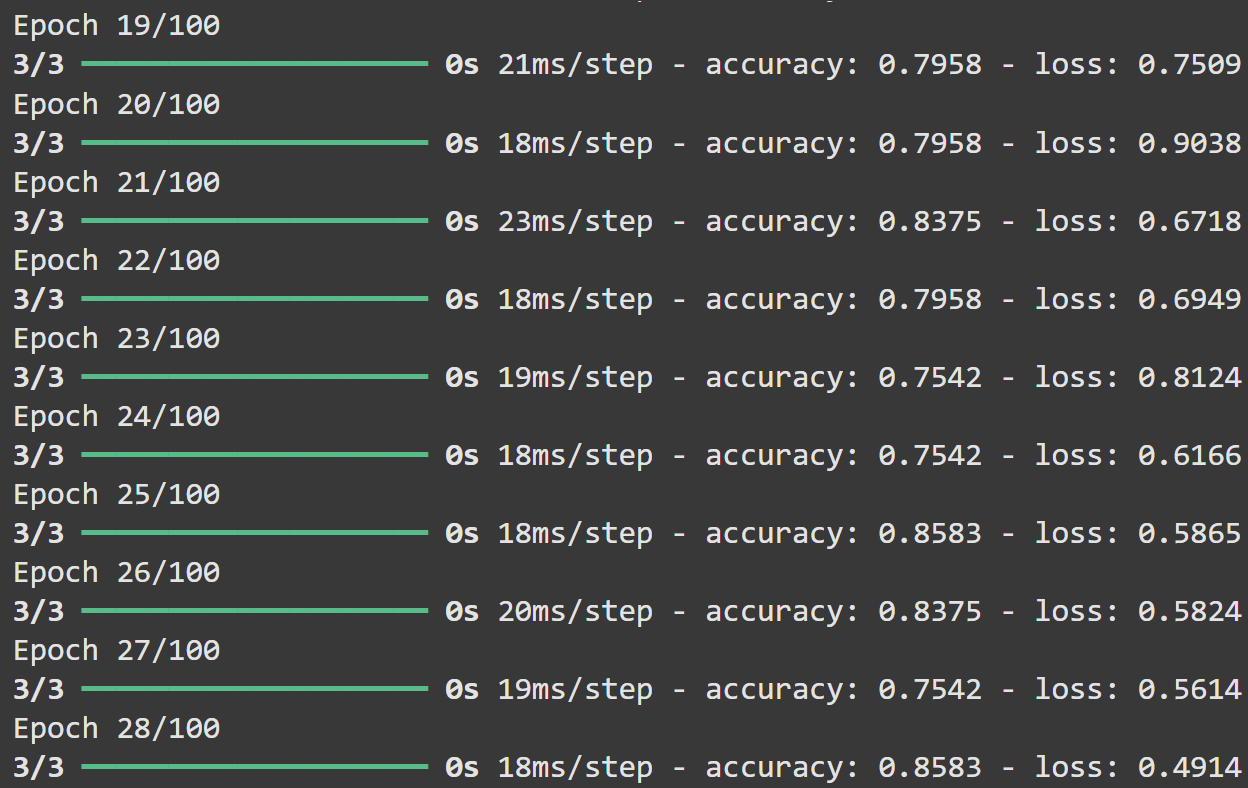 Epoch 19/100
3/3 ━━━━━━━━━━━━━━━━━━━━ 0s 21ms/step - accuracy: 0.7958 - loss: 0.7509
Epoch 20/100
3/3 ━━━━━━━━━━━━━━━━━━━━ 0s 18ms/step - accuracy: 0.7958 - loss: 0.9038
Epoch 21/100
3/3 ━━━━━━━━━━━━━━━━━━━━ 0s 23ms/step - accuracy: 0.8375 - loss: 0.6718
Epoch 22/100
3/3 ━━━━━━━━━━━━━━━━━━━━ 0s 18ms/step - accuracy: 0.7958 - loss: 0.6949
Epoch 23/100
3/3 ━━━━━━━━━━━━━━━━━━━━ 0s 19ms/step - accuracy: 0.7542 - loss: 0.8124
Epoch 24/100
3/3 ━━━━━━━━━━━━━━━━━━━━ 0s 18ms/step - accuracy: 0.7542 - loss: 0.6166
Epoch 25/100
3/3 ━━━━━━━━━━━━━━━━━━━━ 0s 18ms/step - accuracy: 0.8583 - loss: 0.5865
Epoch 26/100
3/3 ━━━━━━━━━━━━━━━━━━━━ 0s 20ms/step - accuracy: 0.8375 - loss: 0.5824
Epoch 27/100
3/3 ━━━━━━━━━━━━━━━━━━━━ 0s 19ms/step - accuracy: 0.7542 - loss: 0.5614
Epoch 28/100
3/3 ━━━━━━━━━━━━━━━━━━━━ 0s 18ms/step - accuracy: 0.8583 - loss: 0.4914